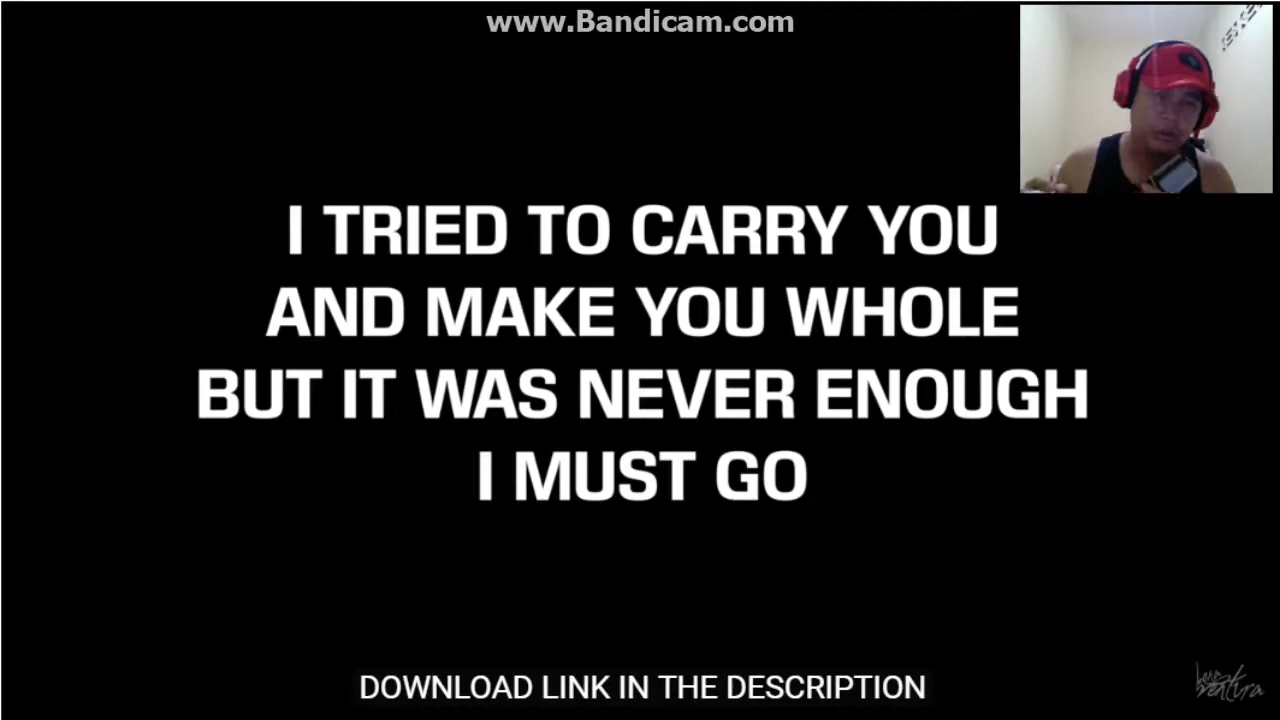 www.Bandicam.com
I TRIED TO CARRY YOU
AND MAKE YOU WHOLE
BUT IT WAS NEVER ENOUGH
I MUST GO
DOWNLOAD LINK IN THE DESCRIPTION